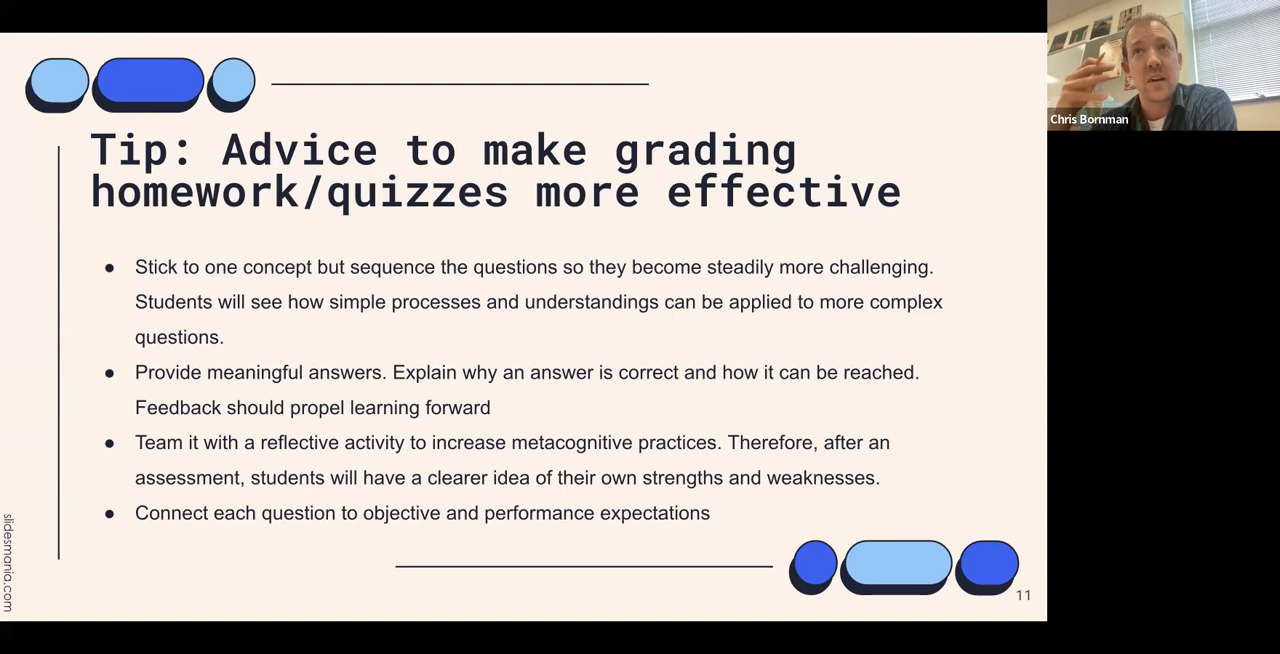 Chris Bornman
Tip: Advice to make grading
homework/quizzes more effective
● Stick to one concept but sequence the questions so they become steadily more challenging.
Students will see how simple processes and understandings can be applied to more complex
questions.
● Provide meaningful answers. Explain why an answer is correct and how it can be reached.
Feedback should propel learning forward
● Team it with a reflective activity to increase metacognitive practices. Therefore, after an
assessment, students will have a clearer idea of their own strengths and weaknesses.
● Connect each question to objective and performance expectations
slidesmania.com
11